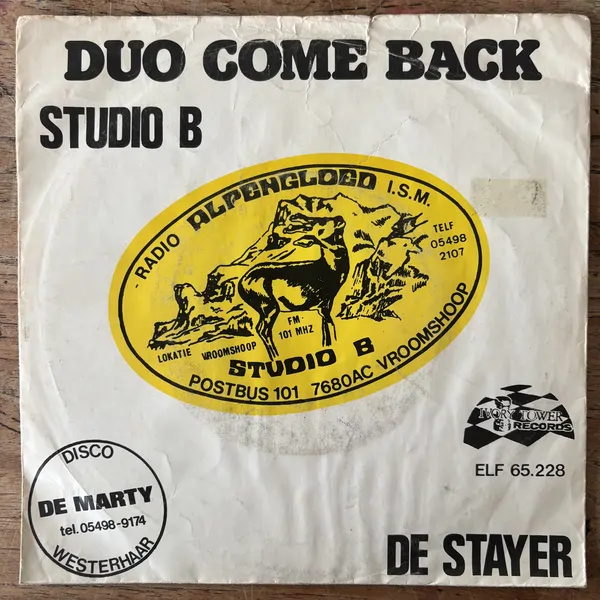 DUO COME BACK
STUDIO B
- RADIO ALPENGLOED I.S.M.
TELF
05498
2107
FM-
101 MHZ
LOKATIE VROOMSHOOP
STUDIO B
POSTBUS 101 7680AC VROOMSHOOP
IVORY TOWER
RECORDS
ELF 65.228
DISCO
DE MARTY
tel. 05498-9174
WESTERHAAR
DE STAYER